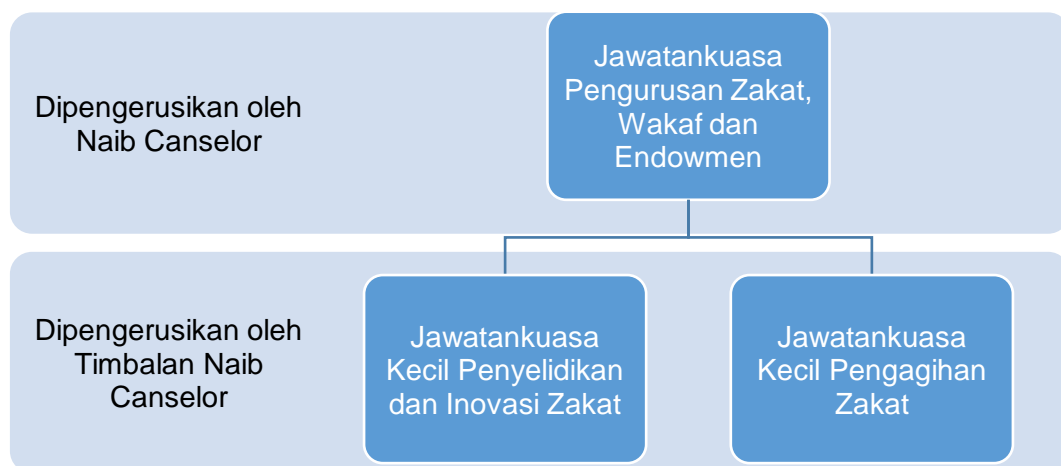 Dipengerusikan oleh
Naib Canselor
Jawatankuasa
Pengurusan Zakat,
Wakaf dan
Endowmen
Dipengerusikan oleh
Timbalan Naib
Canselor
Jawatankuasa
Kecil Penyelidikan
dan Inovasi Zakat
Jawatankuasa
Kecil Pengagihan
Zakat